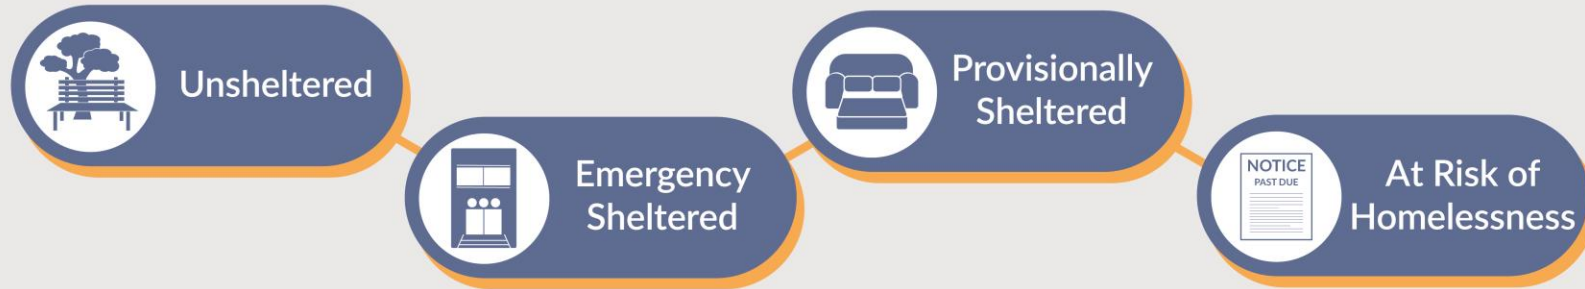 Unsheltered
Emergency
Sheltered
Provisionally
Sheltered
NOTICE
PAST DUE
At Risk of
Homelessness